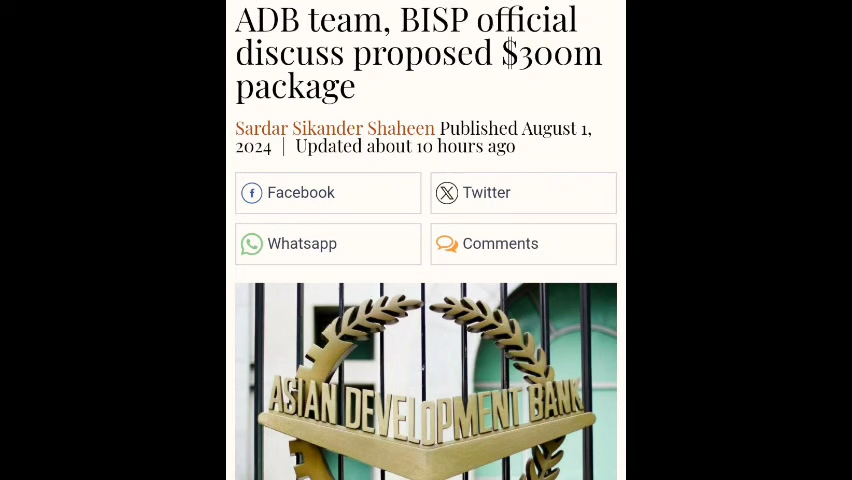 ADB team, BISP official
discuss proposed $300m
package
Sardar Sikander Shaheen Published August 1,
2024 | Updated about 10 hours ago
Facebook
Twitter
Whatsapp
Comments
ASIAN DEVELOPMENT BANK